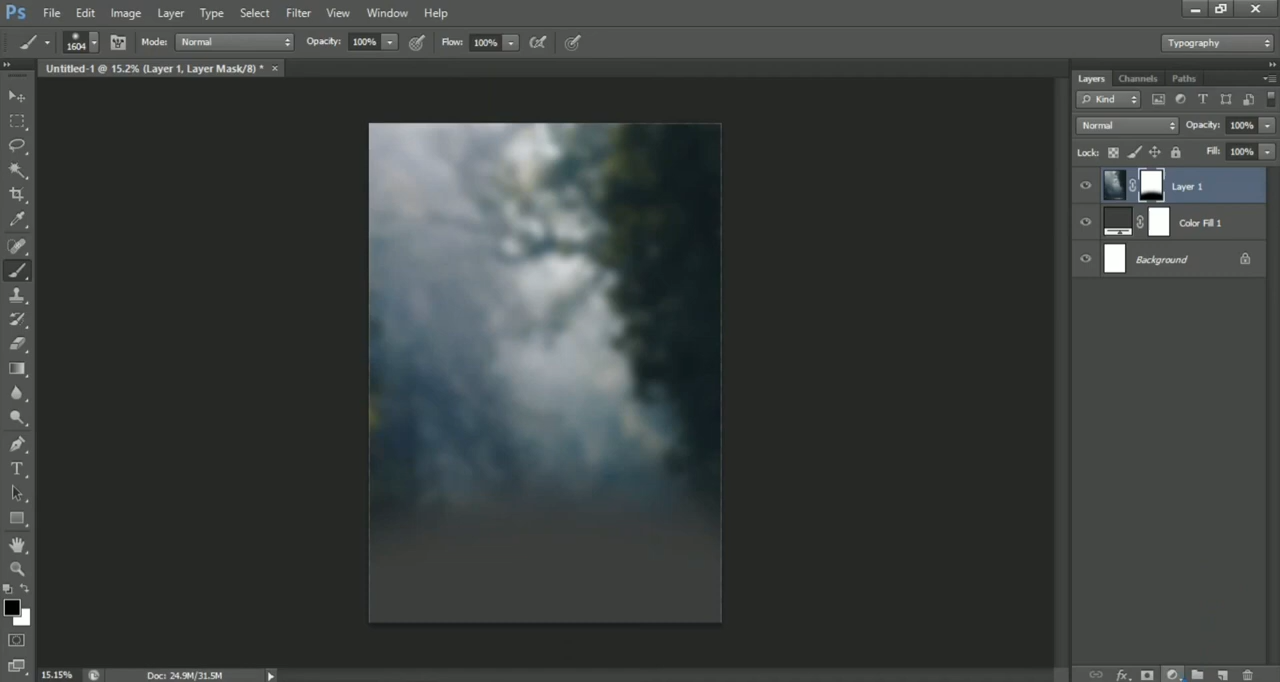 Ps File Edit Image Layer Type Select Filter View Window Help
1604 Mode: Normal Opacity: 100% Flow: 100% Typography
Untitled-1 @ 15.2% (Layer 1, Layer Mask/8) * ×
Layers Channels Paths
Kind
Normal Opacity: 100%
Lock: Fill: 100%
Layer 1
Color Fill 1
Background
15.15% Doc: 24.9M/31.5M